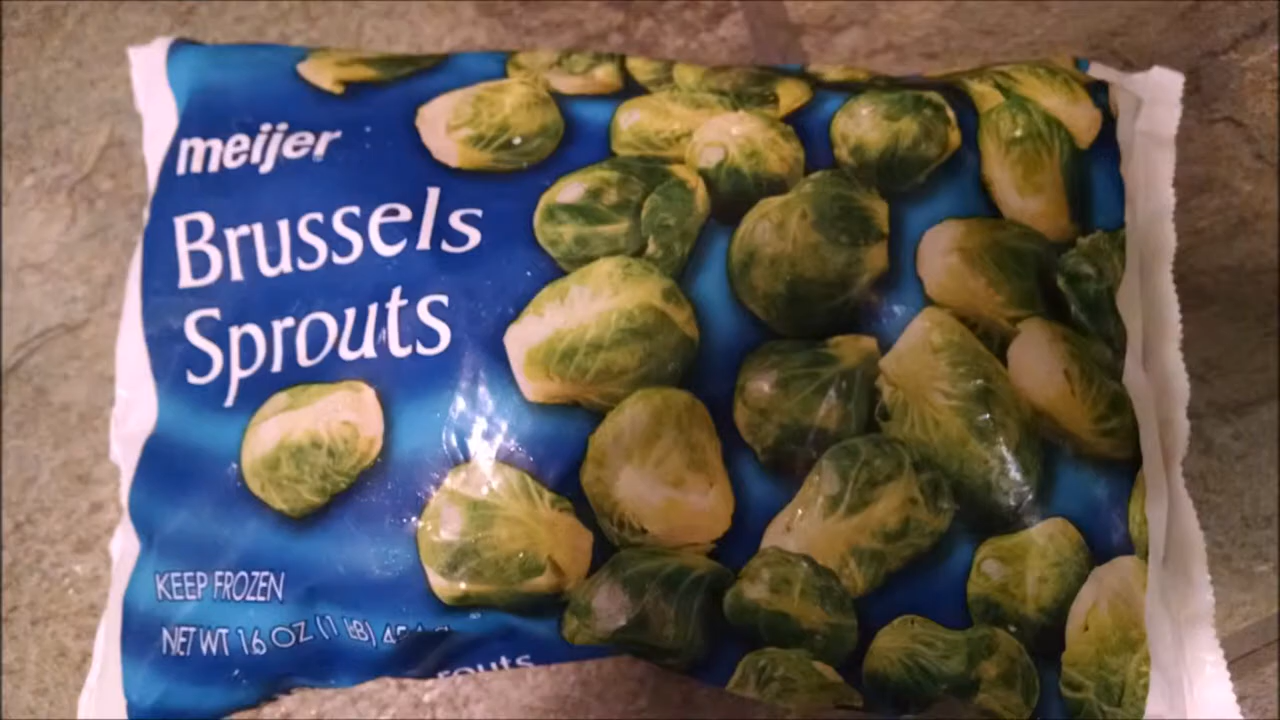 meijer
Brussels
Sprouts
KEEP FROZEN
NET WT 16 OZ (1 LB)